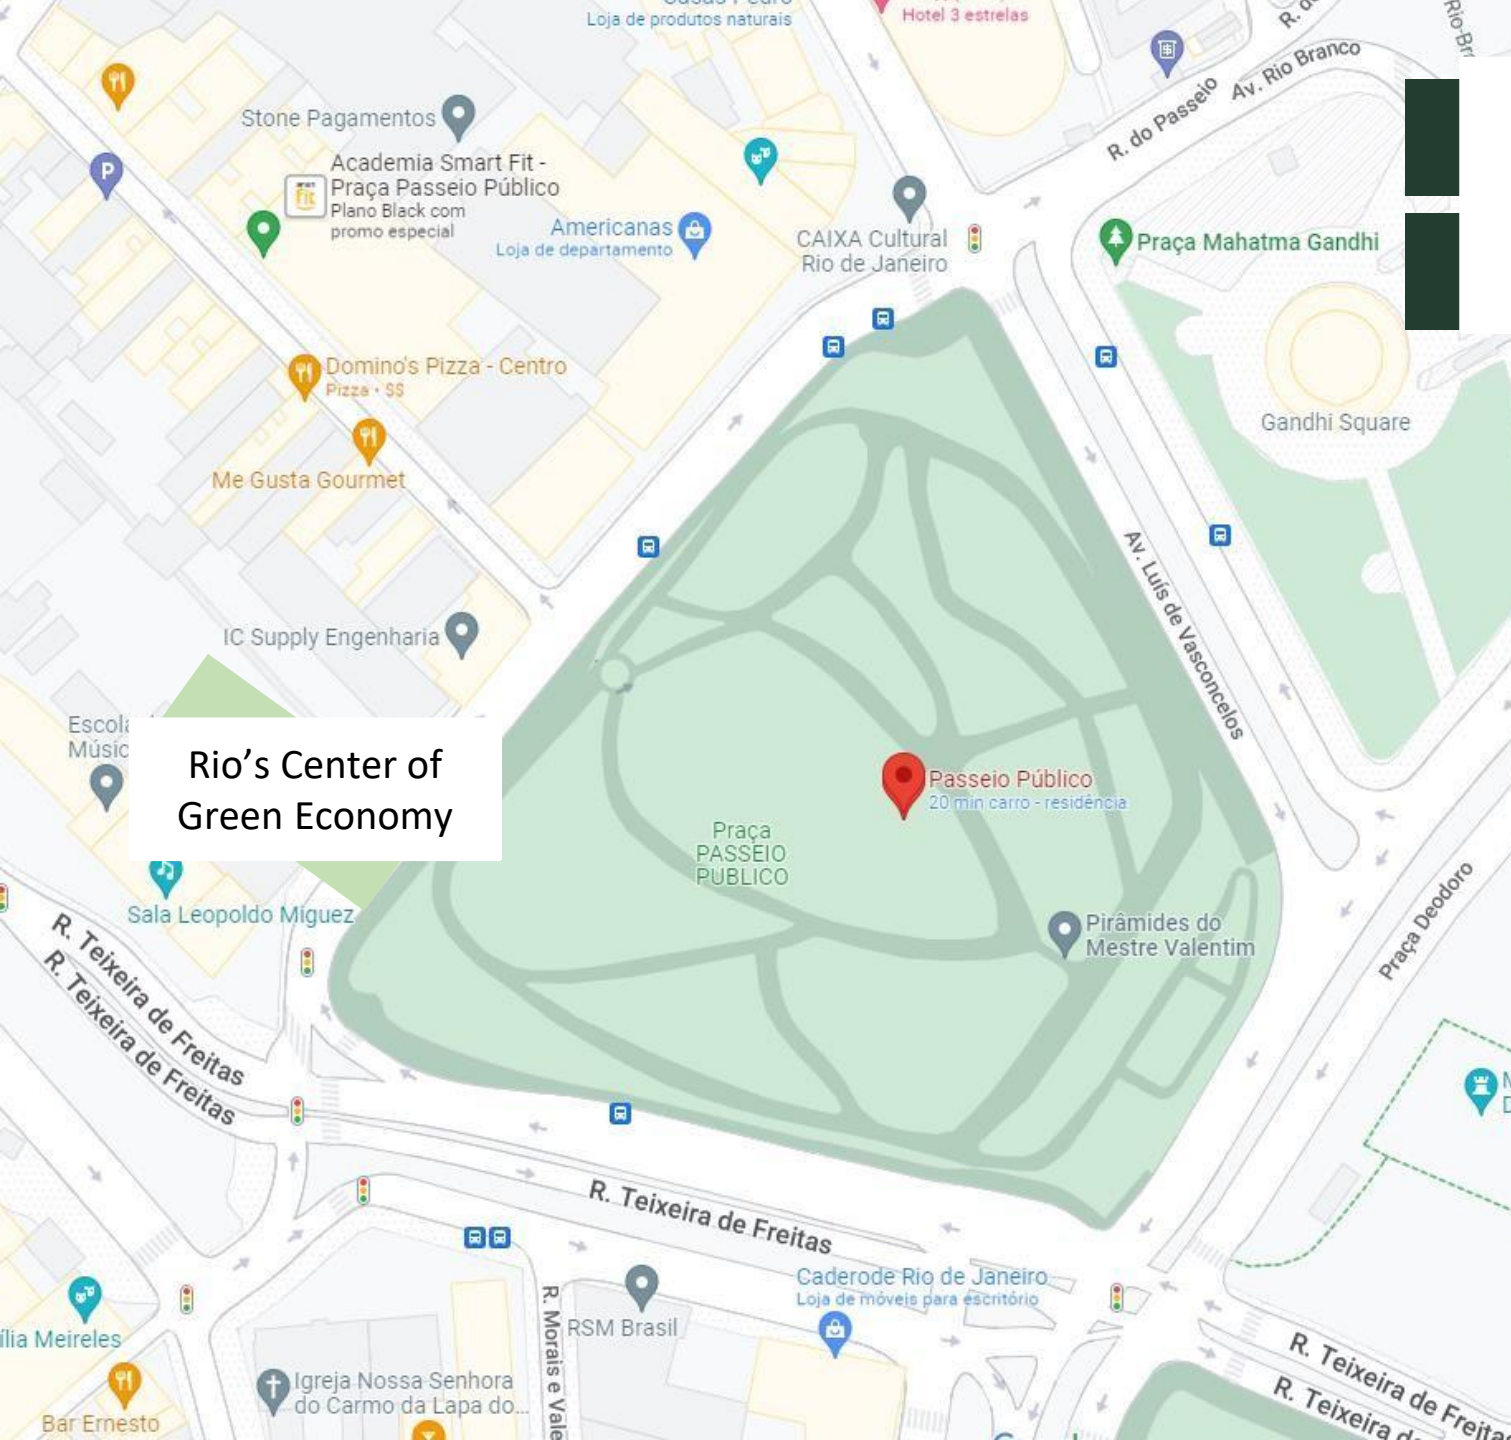 Loja de produtos naturais
Hotel 3 estrelas
Av. Rio Branco
R. do Passeio
Stone Pagamentos
P
Academia Smart Fit -
Praça Passeio Público
Plano Black com
promo especial
Americanas
Loja de departamento
CAIXA Cultural
Rio de Janeiro
Praça Mahatma Gandhi
Domino's Pizza - Centro
Pizza • $$
Gandhi Square
Me Gusta Gourmet
Av. Luís de Vasconcelos
IC Supply Engenharia
Rio's Center of
Green Economy
Passeio Público
20 min carro - residência
Praça
PASSEIO
PUBLICO
Sala Leopoldo Miguez
Pirâmides do
Mestre Valentim
Praça Deodoro
R. Teixeira de Freitas
R. Teixeira de Freitas
R. Teixeira de Freitas
Caderode Rio de Janeiro
Loja de móveis para escritório
RSM Brasil
R. Morais e Vale
ília Meireles
Igreja Nossa Senhora
do Carmo da Lapa do...
Bar Ernesto
R. Teixeira de Freitas
R. Teixeira